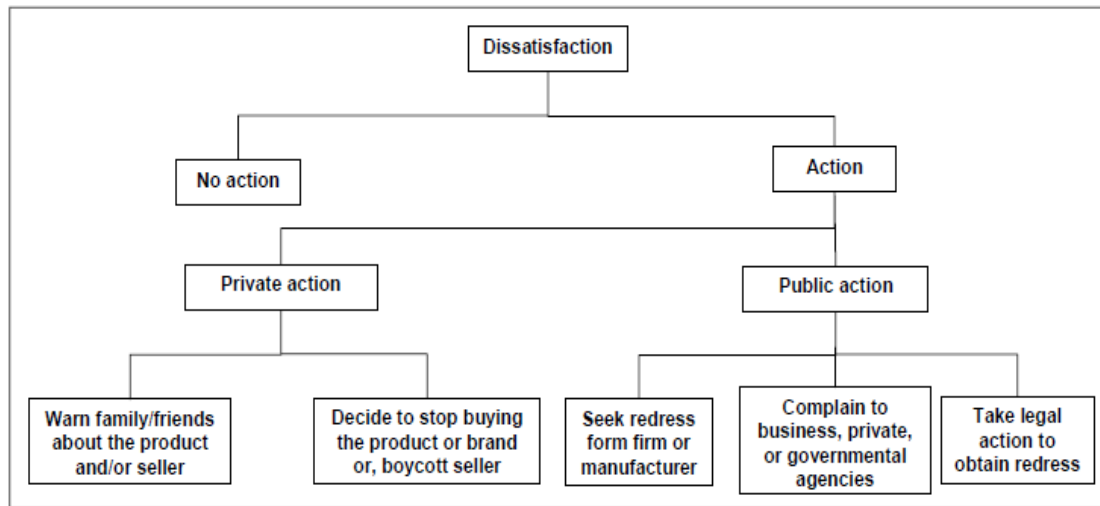 Dissatisfaction
No action
Action
Private action
Public action
Warn family/friends
about the product
and/or seller
Decide to stop buying
the product or brand
or, boycott seller
Seek redress
form firm or
manufacturer
Complain to
business, private,
or governmental
agencies
Take legal
action to
obtain redress